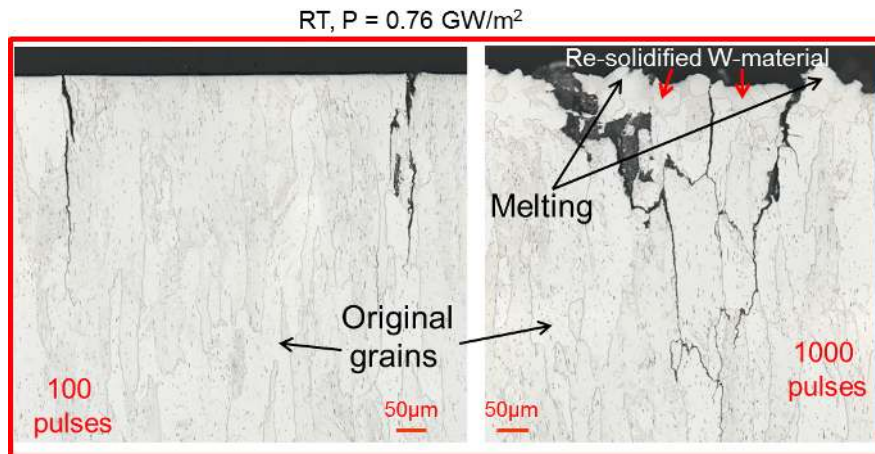 RT, P = 0.76 GW/m²
Re-solidified W-material
Melting
Original
grains
100
pulses
50µm
50µm
1000
pulses